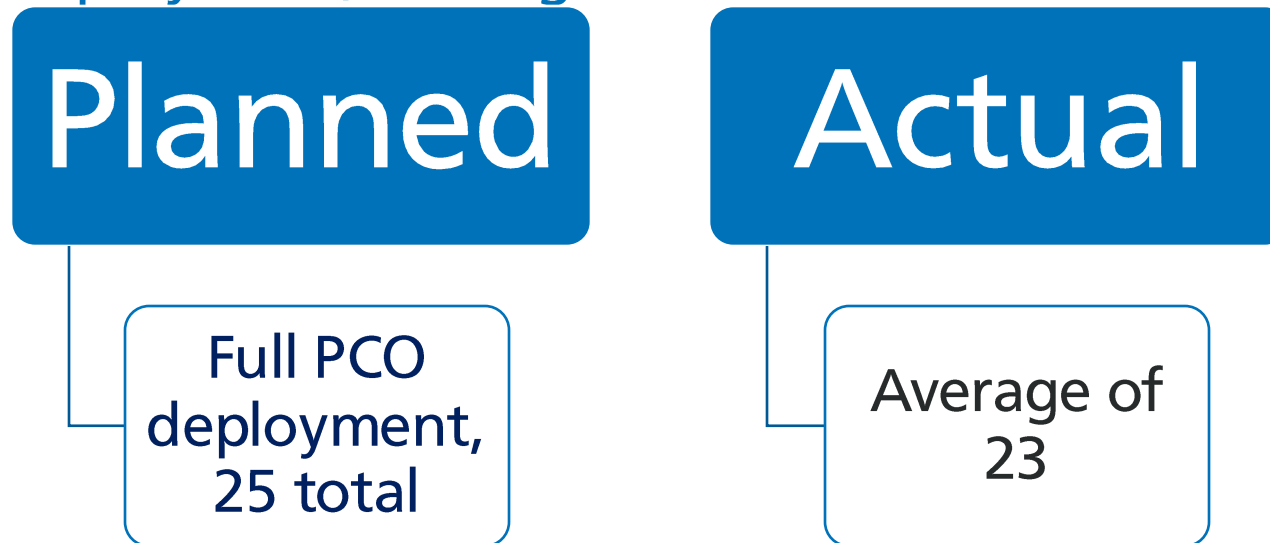 Planned
Actual
Full PCO
deployment,
25 total
Average of
23